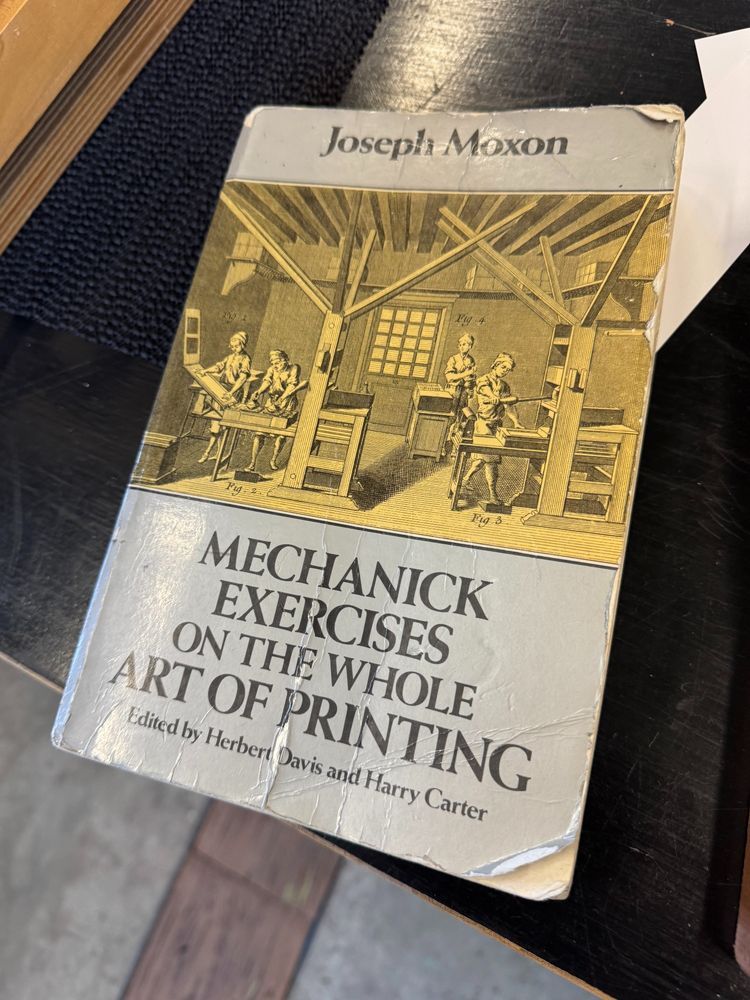 Joseph Moxon
Fig 1.
Fig. 4.
Fig. 2.
Fig 3.
MECHANICK
EXERCISES
ON THE WHOLE
ART OF PRINTING
Edited by Herbert Davis and Harry Carter